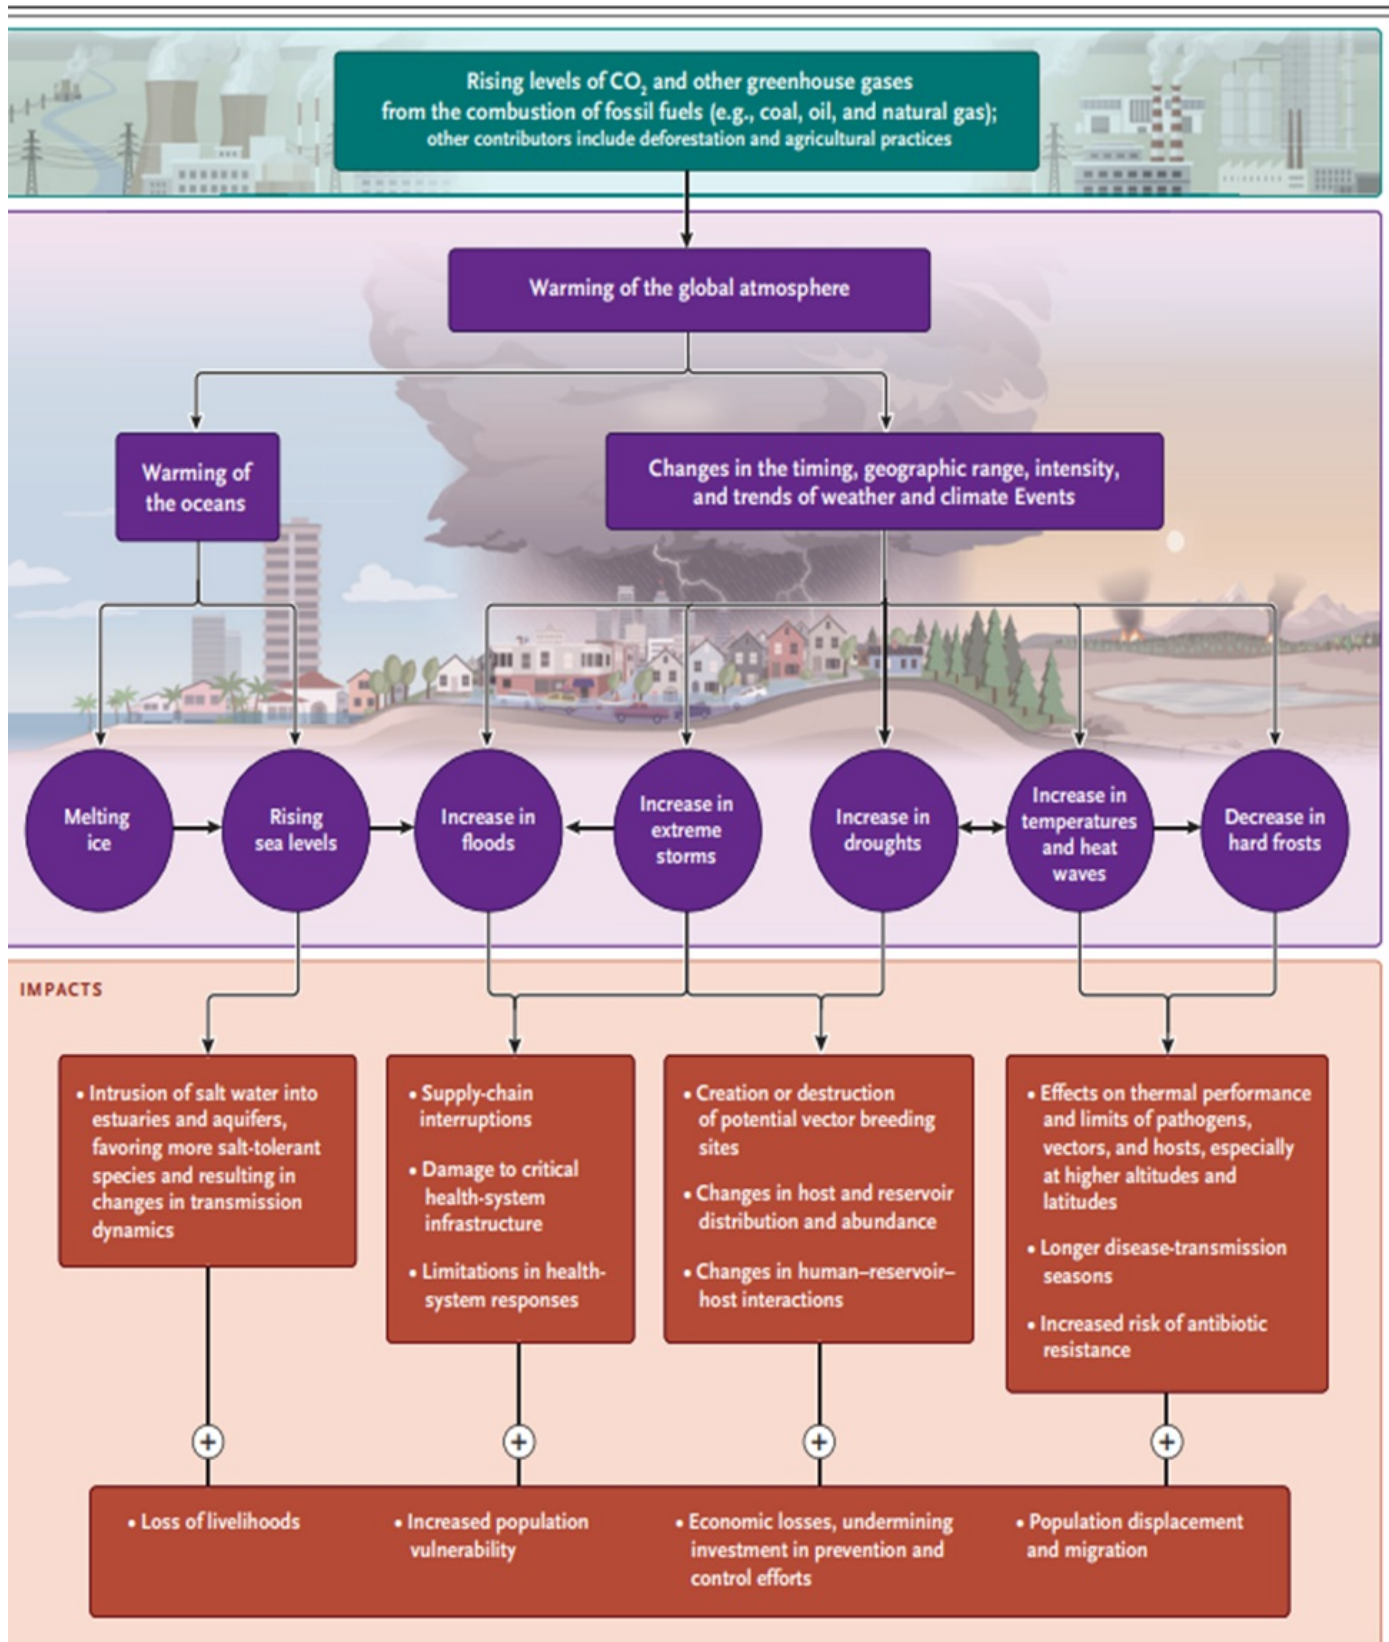 Rising levels of CO₂ and other greenhouse gases
from the combustion of fossil fuels (e.g., coal, oil, and natural gas);
other contributors include deforestation and agricultural practices
Warming of the global atmosphere
Warming of
the oceans
Changes in the timing, geographic range, intensity,
and trends of weather and climate Events
Melting
ice
Rising
sea levels
Increase in
floods
Increase in
extreme
storms
Increase in
droughts
Increase in
temperatures
and heat
waves
Decrease in
hard frosts
IMPACTS
• Intrusion of salt water into
estuaries and aquifers,
favoring more salt-tolerant
species and resulting in
changes in transmission
dynamics
• Supply-chain
interruptions
• Damage to critical
health-system
infrastructure
• Limitations in health-
system responses
• Creation or destruction
of potential vector breeding
sites
• Changes in host and reservoir
distribution and abundance
• Changes in human–reservoir–
host interactions
• Effects on thermal performance
and limits of pathogens,
vectors, and hosts, especially
at higher altitudes and
latitudes
• Longer disease-transmission
seasons
• Increased risk of antibiotic
resistance
+
+
+
+
• Loss of livelihoods
• Increased population
vulnerability
• Economic losses, undermining
investment in prevention and
control efforts
• Population displacement
and migration